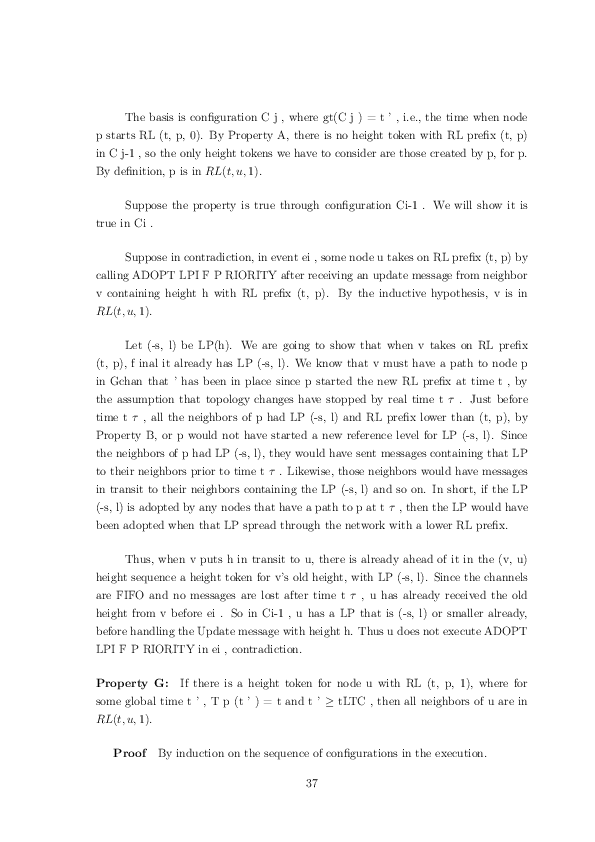 The basis is configuration C j , where gt(C j ) = t ’ , i.e., the time when node
p starts RL (t, p, 0). By Property A, there is no height token with RL prefix (t, p)
in C j-1 , so the only height tokens we have to consider are those created by p, for p.
By definition, p is in RL(t, u, 1).
Suppose the property is true through configuration Ci-1 . We will show it is
true in Ci .
Suppose in contradiction, in event ei , some node u takes on RL prefix (t, p) by
calling ADOPT LPI F P RIORITY after receiving an update message from neighbor
v containing height h with RL prefix (t, p). By the inductive hypothesis, v is in
RL(t, u, 1).
Let (-s, l) be LP(h). We are going to show that when v takes on RL prefix
(t, p), f inal it already has LP (-s, l). We know that v must have a path to node p
in Gchan that ’ has been in place since p started the new RL prefix at time t , by
the assumption that topology changes have stopped by real time t τ . Just before
time t τ , all the neighbors of p had LP (-s, l) and RL prefix lower than (t, p), by
Property B, or p would not have started a new reference level for LP (-s, l). Since
the neighbors of p had LP (-s, l), they would have sent messages containing that LP
to their neighbors prior to time t τ . Likewise, those neighbors would have messages
in transit to their neighbors containing the LP (-s, l) and so on. In short, if the LP
(-s, l) is adopted by any nodes that have a path to p at t τ , then the LP would have
been adopted when that LP spread through the network with a lower RL prefix.
Thus, when v puts h in transit to u, there is already ahead of it in the (v, u)
height sequence a height token for v’s old height, with LP (-s, l). Since the channels
are FIFO and no messages are lost after time t τ , u has already received the old
height from v before ei . So in Ci-1 , u has a LP that is (-s, l) or smaller already,
before handling the Update message with height h. Thus u does not execute ADOPT
LPI F P RIORITY in ei , contradiction.
Property G: If there is a height token for node u with RL (t, p, 1), where for
some global time t ’ , T p (t ’ ) = t and t ’ ≥ tLTC , then all neighbors of u are in
RL(t, u, 1).
Proof By induction on the sequence of configurations in the execution.
37